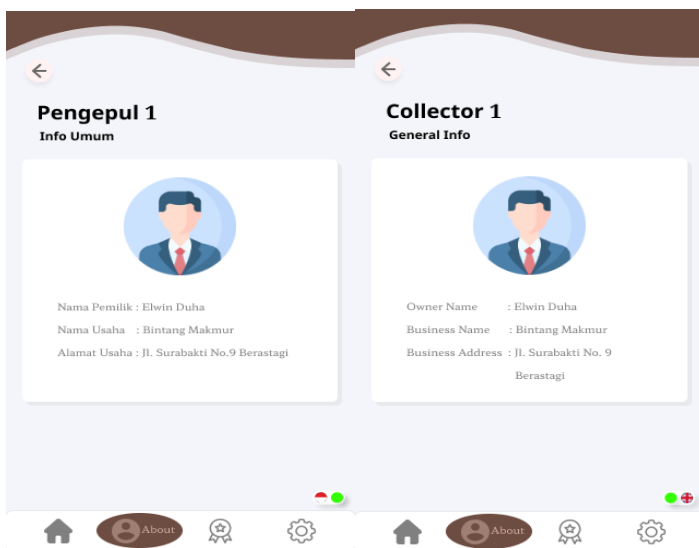 Pengepul 1
Info Umum
Nama Pemilik : Elwin Duha
Nama Usaha : Bintang Makmur
Alamat Usaha : Jl. Surabakti No.9 Berastagi
About
Collector 1
General Info
Owner Name : Elwin Duha
Business Name : Bintang Makmur
Business Address : Jl. Surabakti No. 9
Berastagi
About